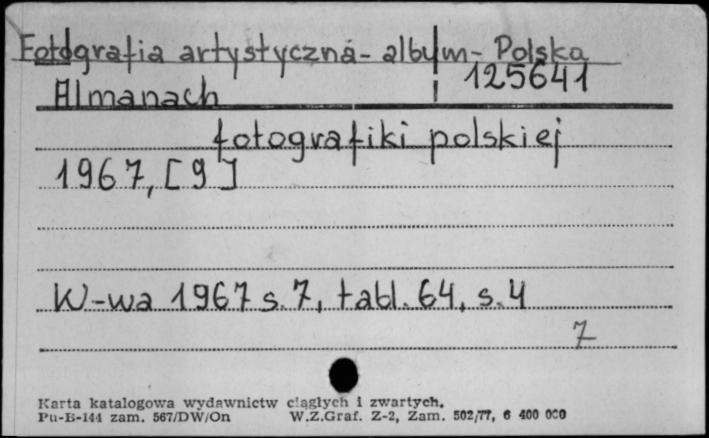 Fotografia artystyczna - album - Polska
125641
Almanach
fotografiki polskiej
1967, [9]
W-wa 1967 s. 7, tabl. 64, s. 4
7
Karta katalogowa wydawnictw ciągłych i zwartych.
Pu-B-144 zam. 567/DW/On W.Z.Graf. Z-2, Zam. 502/77, 6 400 000